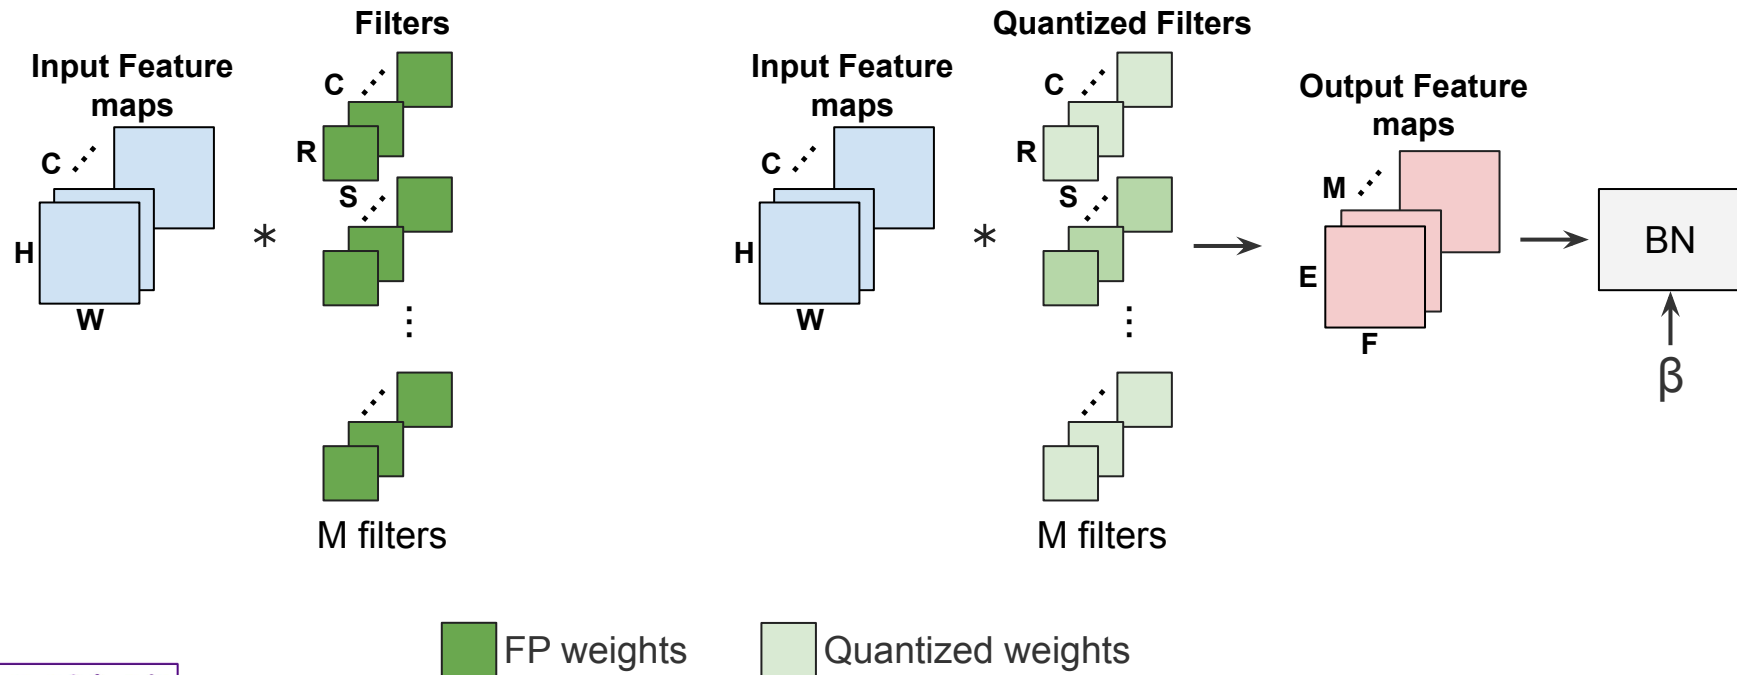 Filters
Input Feature
maps
C
C
R
S
H
W
*
M filters
Quantized Filters
Input Feature
maps
C
C
R
S
H
W
*
M filters
Output Feature
maps
M
E
F
BN
β
FP weights
Quantized weights